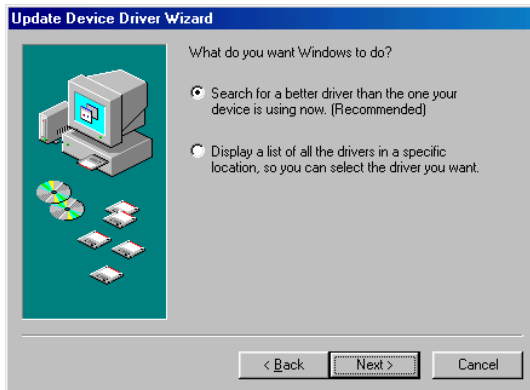 Update Device Driver Wizard
What do you want Windows to do?
Search for a better driver than the one your
device is using now. (Recommended)
Display a list of all the drivers in a specific
location, so you can select the driver you want.
< Back
Next >
Cancel